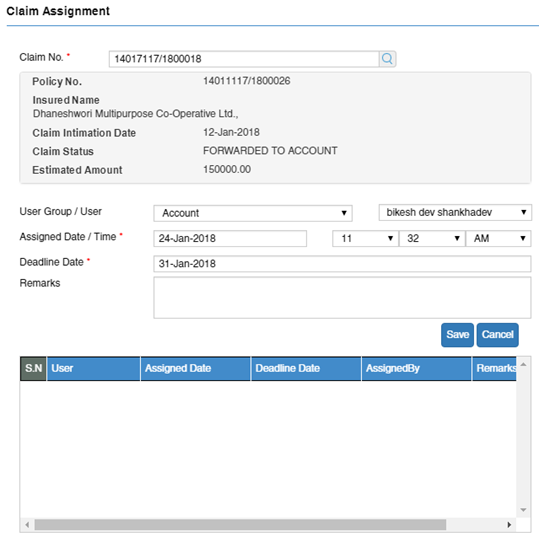 Claim Assignment
Claim No. * 14017117/1800018
Policy No. 14011117/1800026
Insured Name
Dhaneshwori Multipurpose Co-Operative Ltd.,
Claim Intimation Date 12-Jan-2018
Claim Status FORWARDED TO ACCOUNT
Estimated Amount 150000.00
User Group / User Account bikesh dev shankhadev
Assigned Date / Time * 24-Jan-2018 11 32 AM
Deadline Date * 31-Jan-2018
Remarks
Save Cancel
S.N User Assigned Date Deadline Date AssignedBy Remarks